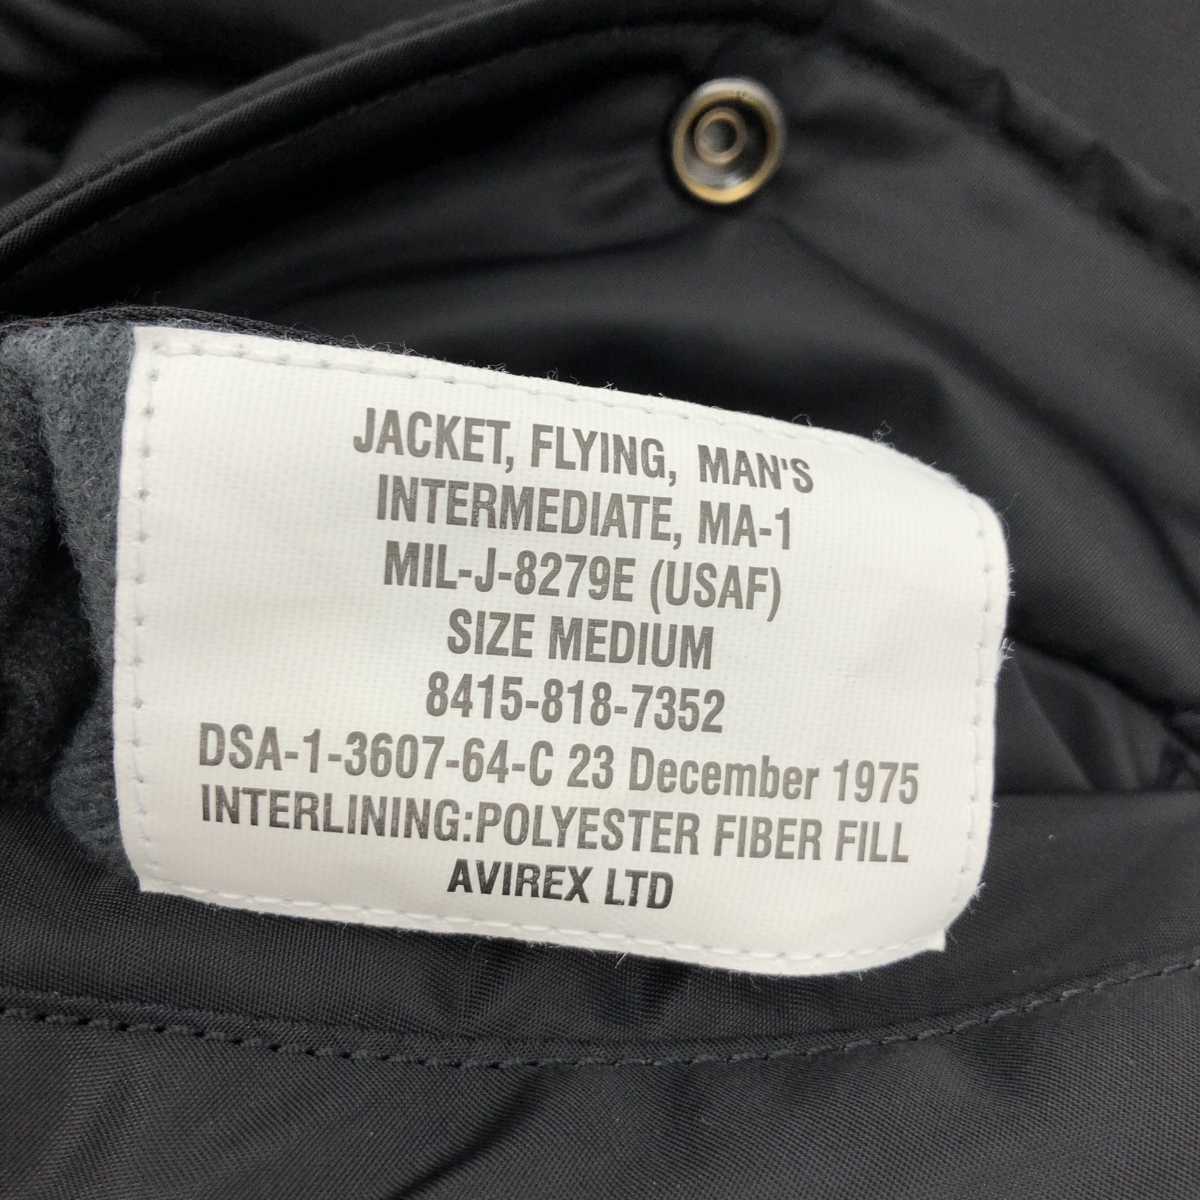 JACKET, FLYING, MAN'S
INTERMEDIATE, MA-1
MIL-J-8279E (USAF)
SIZE MEDIUM
8415-818-7352
DSA-1-3607-64-C 23 December 1975
INTERLINING:POLYESTER FIBER FILL
AVIREX LTD